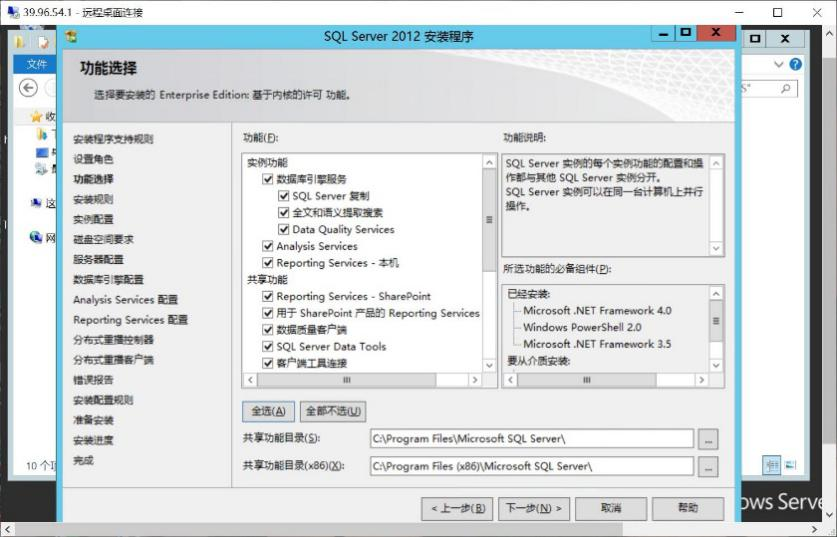 39.96.54.1 - 远程桌面连接
SQL Server 2012 安装程序
文件
功能选择
选择要安装的 Enterprise Edition: 基于内核的许可 功能。
安装程序支持规则
设置角色
功能选择
安装规则
实例配置
磁盘空间要求
服务器配置
数据库引擎配置
Analysis Services 配置
Reporting Services 配置
分布式重播控制器
分布式重播客户端
错误报告
安装配置规则
准备安装
安装进度
完成
功能(F):
实例功能
数据库引擎服务
SQL Server 复制
全文和语义提取搜索
Data Quality Services
Analysis Services
Reporting Services - 本机
共享功能
Reporting Services - SharePoint
用于 SharePoint 产品的 Reporting Services
数据质量客户端
SQL Server Data Tools
客户端工具连接
功能说明:
SQL Server 实例的每个实例功能的配置和操
作都与其他 SQL Server 实例分开。
SQL Server 实例可以在同一台计算机上并行
操作。
所选功能的必备组件(P):
已经安装:
Microsoft .NET Framework 4.0
Windows PowerShell 2.0
Microsoft .NET Framework 3.5
要从介质安装:
全选(A)
全部不选(U)
共享功能目录(S):
C:\Program Files\Microsoft SQL Server\
...
共享功能目录(x86)(X):
C:\Program Files (x86)\Microsoft SQL Server\
...
< 上一步(B)
下一步(N) >
取消
帮助
收
这
网
10 个
ows Serve